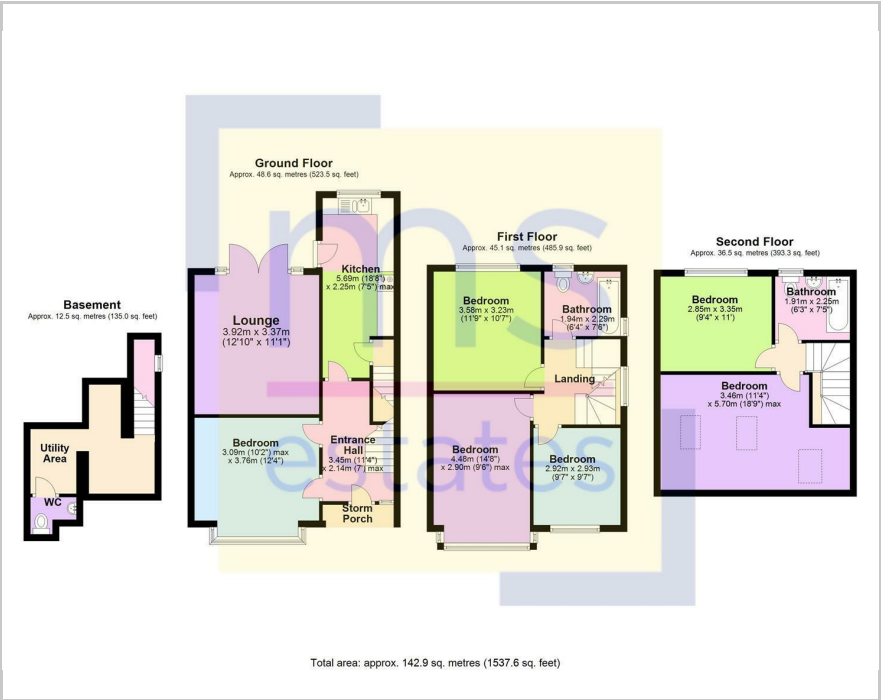 Basement
Approx. 12.5 sq. metres (135.0 sq. feet)
Utility
Area
WC
Ground Floor
Approx. 48.6 sq. metres (523.5 sq. feet)
Kitchen
5.69m (18'8")
x 2.25m (7'5") max
Lounge
3.92m x 3.37m
(12'10" x 11'1")
Bedroom
3.09m (10'2") max
x 3.76m (12'4")
Entrance
Hall
3.45m (11'4")
x 2.14m (7') max
Storm
Porch
First Floor
Approx. 45.1 sq. metres (485.9 sq. feet)
Bedroom
3.58m x 3.23m
(11'9" x 10'7")
Bathroom
1.94m x 2.29m
(6'4" x 7'6")
Landing
Bedroom
4.48m (14'8")
x 2.90m (9'6") max
Bedroom
2.92m x 2.93m
(9'7" x 9'7")
Second Floor
Approx. 36.5 sq. metres (393.3 sq. feet)
Bedroom
2.85m x 3.35m
(9'4" x 11')
Bathroom
1.91m x 2.25m
(6'3" x 7'5")
Bedroom
3.46m (11'4")
x 5.70m (18'9") max
ms
estates
Total area: approx. 142.9 sq. metres (1537.6 sq. feet)